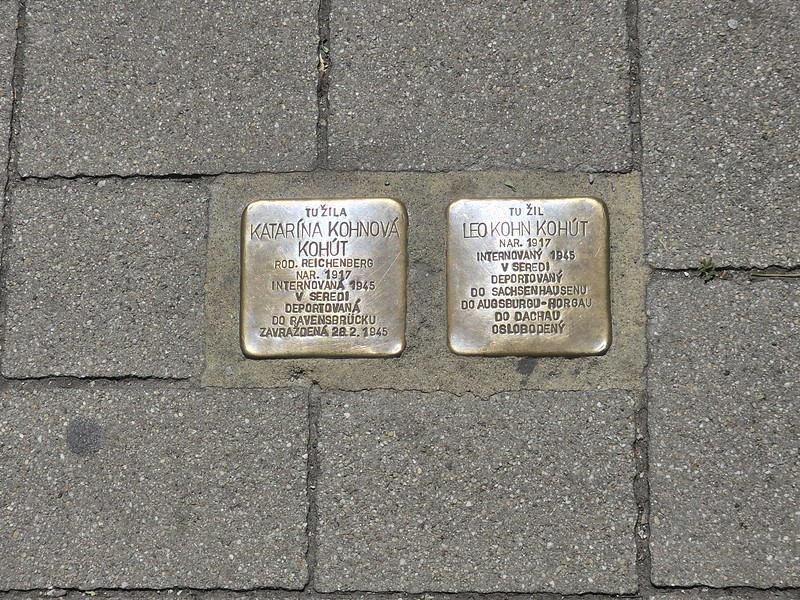 TU ŽILA
KATARÍNA KOHNOVÁ
KOHÚT
ROD. REICHENBERG
NAR. 1917
INTERNOVANÁ 1945
V SEREDI
DEPORTOVANÁ
DO RAVENSBRÜCKU
ZAVRAŽDENÁ 28.2.1945
TU ŽIL
LEO KOHN KOHÚT
NAR. 1917
INTERNOVANÝ 1945
V SEREDI
DEPORTOVANÝ
DO SACHSENHAUSENU
DO AUGSBURGU-HORGAU
DO DACHAU
OSLOBODENÝ